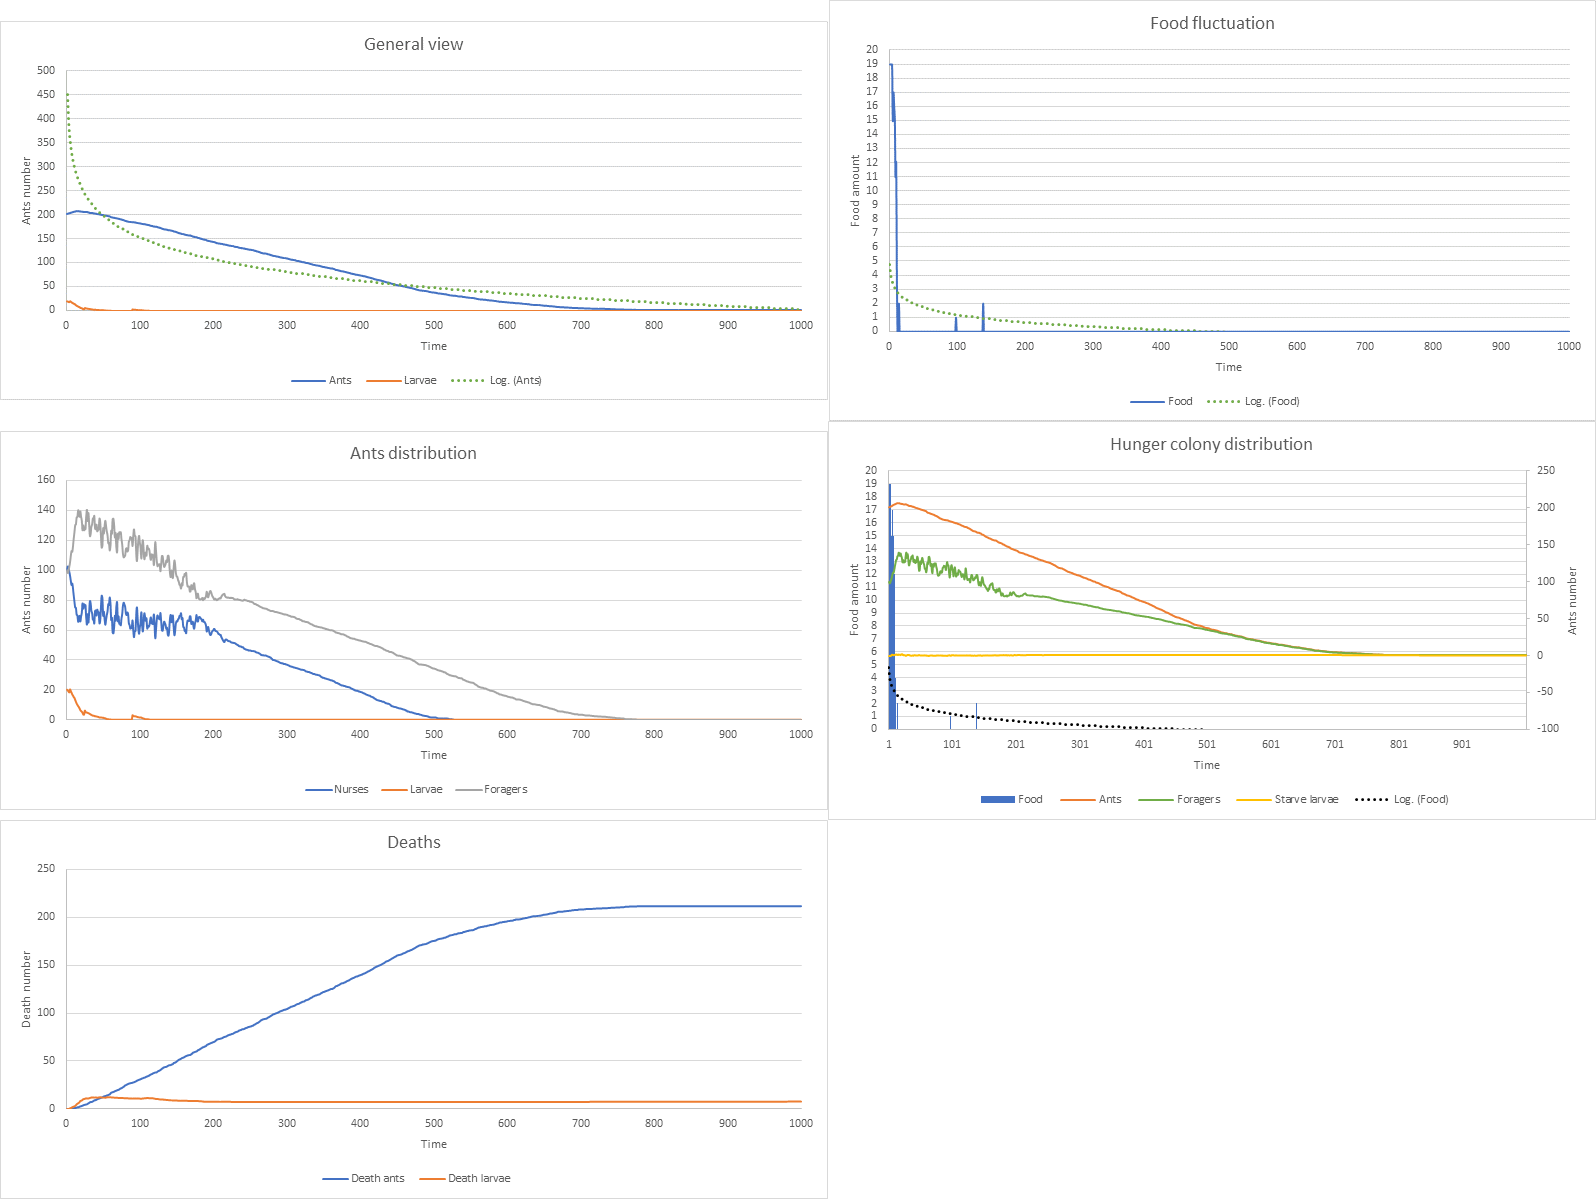 General view
500
450
400
350
300
250
200
150
100
50
0
Ants number
0 100 200 300 400 500 600 700 800 900 1000
Time
Ants Larvae Log. (Ants)
Food fluctuation
20
19
18
17
16
15
14
13
12
11
10
9
8
7
6
5
4
3
2
1
0
Food amount
0 100 200 300 400 500 600 700 800 900 1000
Time
Food Log. (Food)
Ants distribution
160
140
120
100
80
60
40
20
0
Ants number
0 100 200 300 400 500 600 700 800 900 1000
Time
Nurses Larvae Foragers
Hunger colony distribution
20
19
18
17
16
15
14
13
12
11
10
9
8
7
6
5
4
3
2
1
0
Food amount
250
200
150
100
50
0
-50
-100
Ants number
1 101 201 301 401 501 601 701 801 901
Time
Food Ants Foragers Starve larvae Log. (Food)
Deaths
250
200
150
100
50
0
Death number
0 100 200 300 400 500 600 700 800 900 1000
Time
Death ants Death larvae